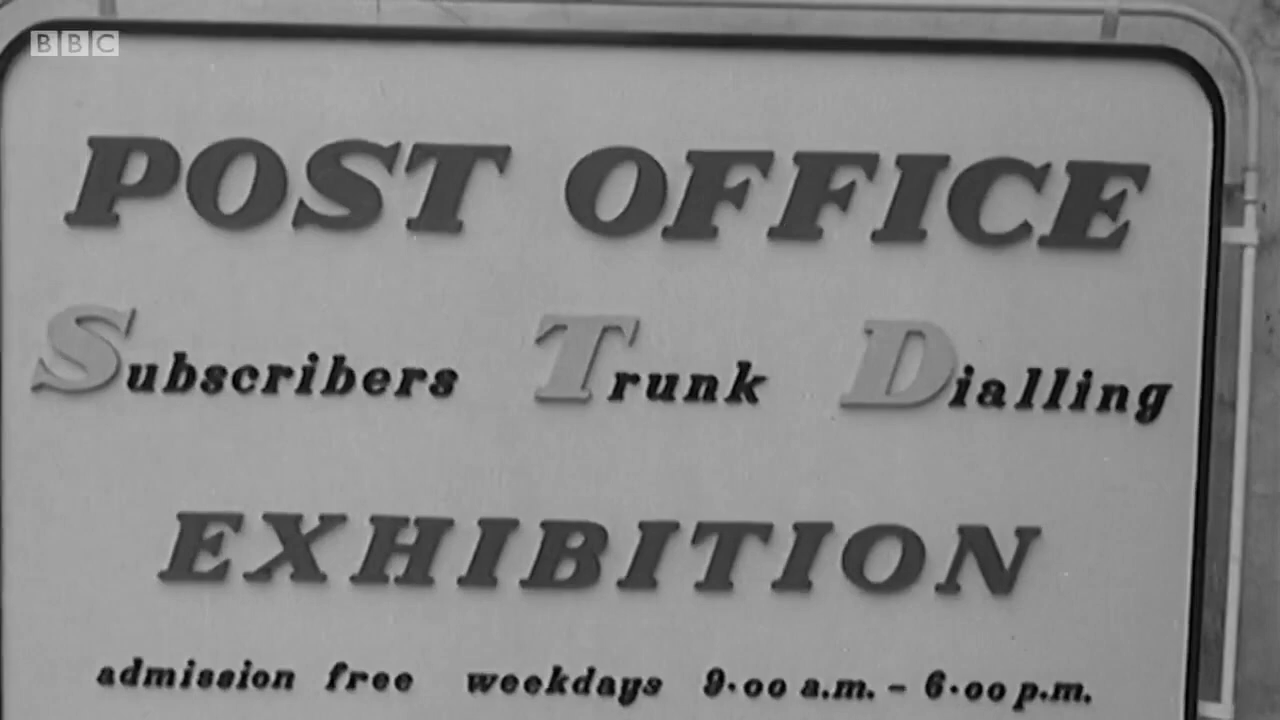 BBC
POST OFFICE
Subscribers Trunk Dialling
EXHIBITION
admission free weekdays 9·00 a.m. - 6·00 p.m.